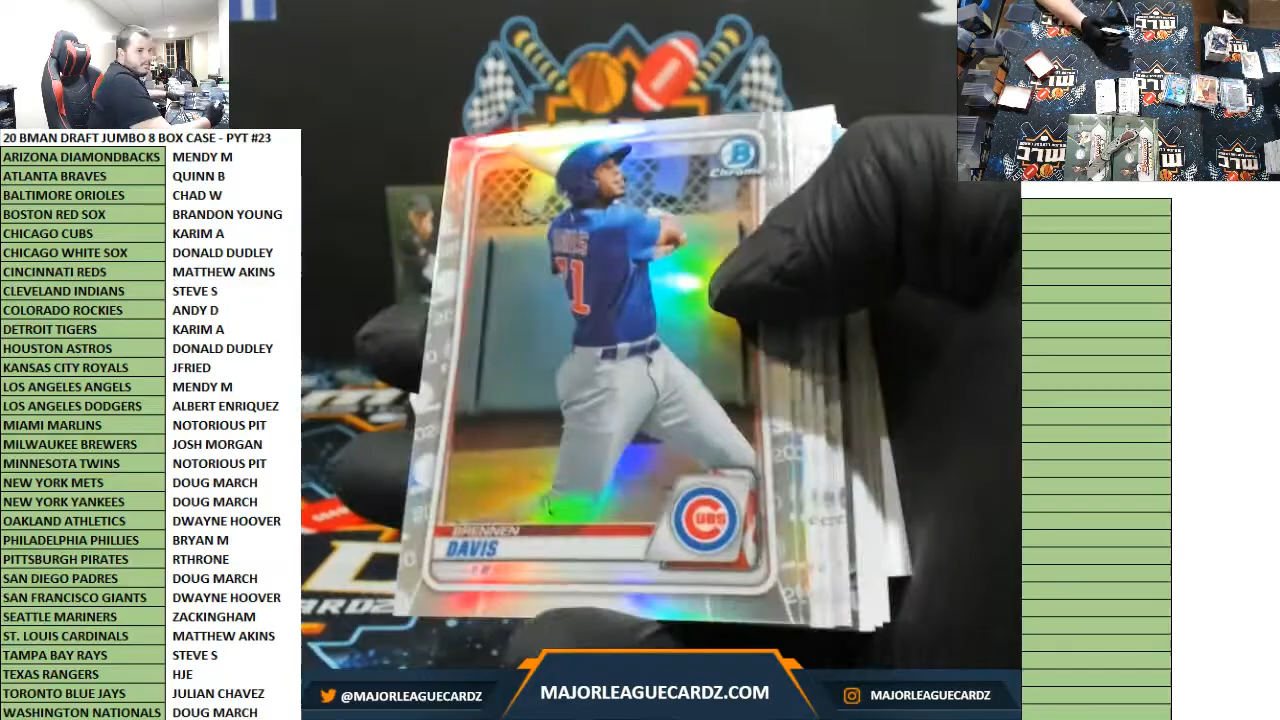 20 BMAN DRAFT JUMBO 8 BOX CASE - PYT #23
ARIZONA DIAMONDBACKS MENDY M
ATLANTA BRAVES QUINN B
BALTIMORE ORIOLES CHAD W
BOSTON RED SOX BRANDON YOUNG
CHICAGO CUBS KARIM A
CHICAGO WHITE SOX DONALD DUDLEY
CINCINNATI REDS MATTHEW AKINS
CLEVELAND INDIANS STEVE S
COLORADO ROCKIES ANDY D
DETROIT TIGERS KARIM A
HOUSTON ASTROS DONALD DUDLEY
KANSAS CITY ROYALS JFRIED
LOS ANGELES ANGELS MENDY M
LOS ANGELES DODGERS ALBERT ENRIQUEZ
MIAMI MARLINS NOTORIOUS PIT
MILWAUKEE BREWERS JOSH MORGAN
MINNESOTA TWINS NOTORIOUS PIT
NEW YORK METS DOUG MARCH
NEW YORK YANKEES DOUG MARCH
OAKLAND ATHLETICS DWAYNE HOOVER
PHILADELPHIA PHILLIES BRYAN M
PITTSBURGH PIRATES RTHRONE
SAN DIEGO PADRES DOUG MARCH
SAN FRANCISCO GIANTS DWAYNE HOOVER
SEATTLE MARINERS ZACKINGHAM
ST. LOUIS CARDINALS MATTHEW AKINS
TAMPA BAY RAYS STEVE S
TEXAS RANGERS HJE
TORONTO BLUE JAYS JULIAN CHAVEZ
WASHINGTON NATIONALS DOUG MARCH
B
Chrome
71
CUBS
BRENNEN
DAVIS
@MAJORLEAGUECARDZ
MAJORLEAGUECARDZ.COM
MAJORLEAGUECARDZ